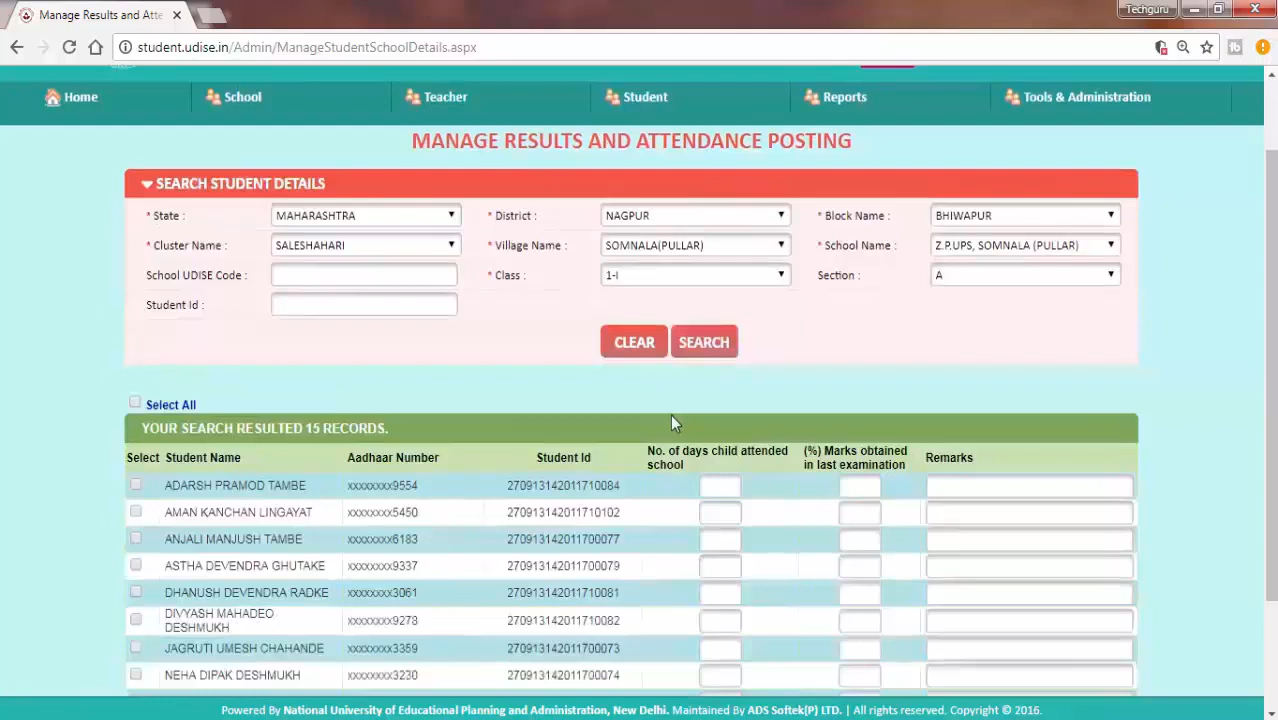 Manage Results and Atte
Techguru
student.udise.in/Admin/ManageStudentSchoolDetails.aspx
Home School Teacher Student Reports Tools & Administration
MANAGE RESULTS AND ATTENDANCE POSTING
SEARCH STUDENT DETAILS
* State : MAHARASHTRA * District : NAGPUR * Block Name : BHIWAPUR
* Cluster Name : SALESHAHARI * Village Name : SOMNALA(PULLAR) * School Name : Z.P.UPS, SOMNALA (PULLAR)
School UDISE Code : * Class : 1-I Section : A
Student Id :
CLEAR SEARCH
Select All
YOUR SEARCH RESULTED 15 RECORDS.
Select Student Name Aadhaar Number Student Id No. of days child attended school (%) Marks obtained in last examination Remarks
ADARSH PRAMOD TAMBE xxxxxxxx9554 270913142011710084
AMAN KANCHAN LINGAYAT xxxxxxxx5450 270913142011710102
ANJALI MANJUSH TAMBE xxxxxxxx6183 270913142011700077
ASTHA DEVENDRA GHUTAKE xxxxxxxx9337 270913142011700079
DHANUSH DEVENDRA RADKE xxxxxxxx3061 270913142011710081
DIVYASH MAHADEO DESHMUKH xxxxxxxx9278 270913142011710082
JAGRUTI UMESH CHAHANDE xxxxxxxx3359 270913142011700073
NEHA DIPAK DESHMUKH xxxxxxxx3230 270913142011700074
Powered By National University of Educational Planning and Administration, New Delhi. Maintained By ADS Softek(P) LTD. | All rights reserved. Copyright © 2016.